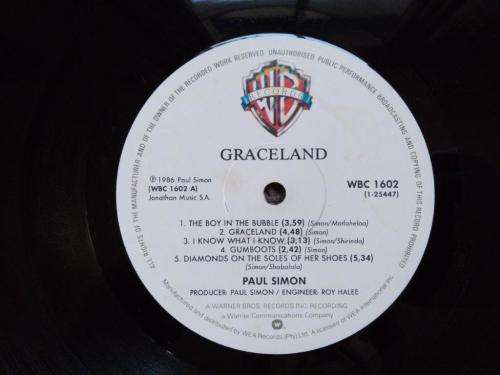 ALL RIGHTS OF THE MANUFACTURER AND OF THE OWNER OF THE RECORDED WORK RESERVED. UNAUTHORISED PUBLIC PERFORMANCE BROADCASTING AND COPYING OF THIS RECORD PROHIBITED
WB
RECORDS
GRACELAND
℗ 1986 Paul Simon
(WBC 1602 A)
Jonathan Music S.A.
WBC 1602
(1-25447)
1. THE BOY IN THE BUBBLE (3,59) (Simon/Motloheloa)
2. GRACELAND (4,48) (Simon)
3. I KNOW WHAT I KNOW (3,13) (Simon/Shirinda)
4. GUMBOOTS (2,42) (Simon)
5. DIAMONDS ON THE SOLES OF HER SHOES (5,34)
(Simon/Shabalala)
PAUL SIMON
PRODUCER: PAUL SIMON / ENGINEER: ROY HALEE
A WARNER BROS. RECORDS INC. RECORDING
a Warner Communications Company
Manufactured and distributed by WEA Records (Pty) Ltd. A licensee of WEA International Inc.